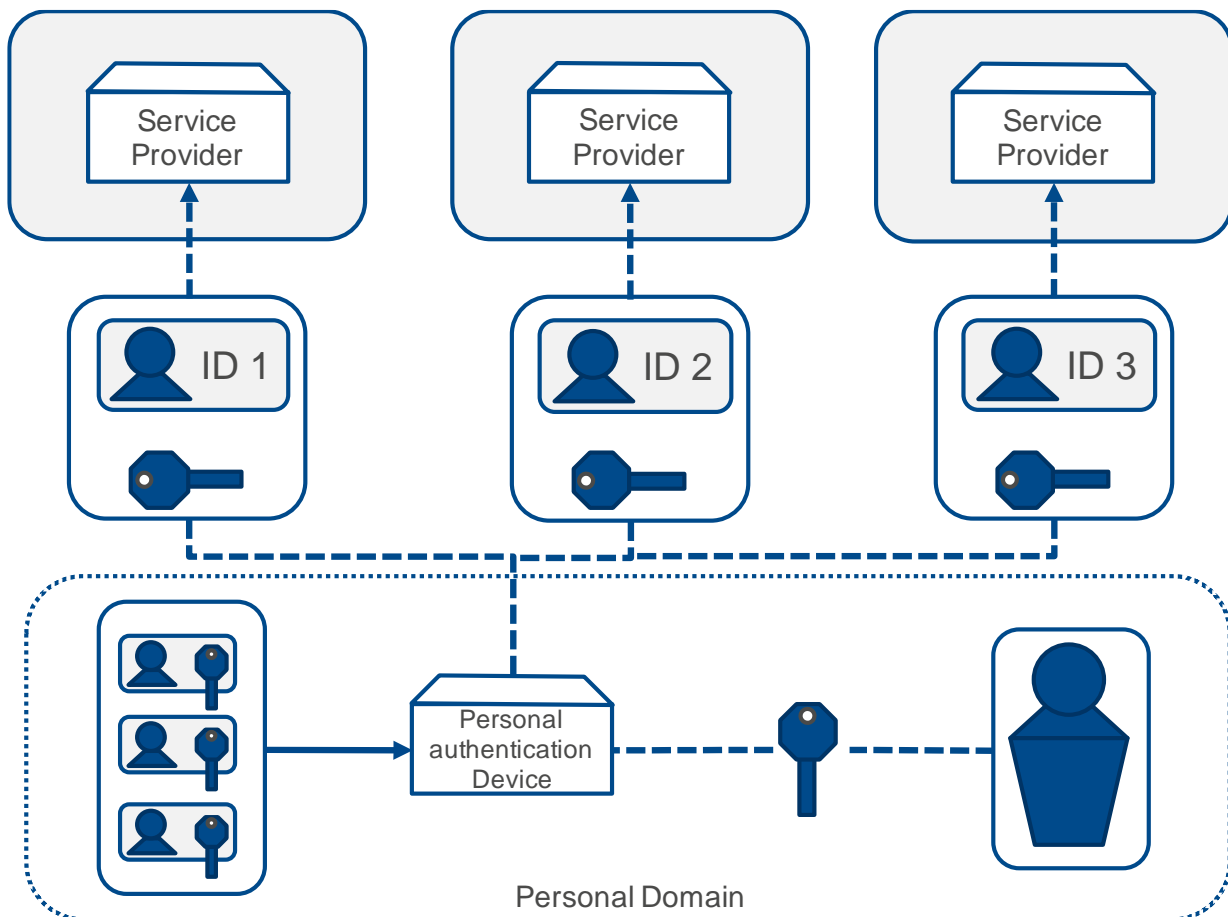 Service
Provider
Service
Provider
Service
Provider
ID 1
ID 2
ID 3
Personal
authentication
Device
Personal Domain